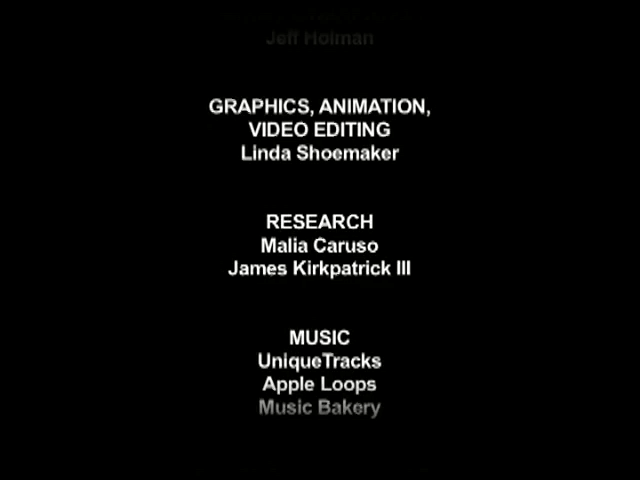 Jeff Holman
GRAPHICS, ANIMATION,
VIDEO EDITING
Linda Shoemaker
RESEARCH
Malia Caruso
James Kirkpatrick III
MUSIC
UniqueTracks
Apple Loops
Music Bakery